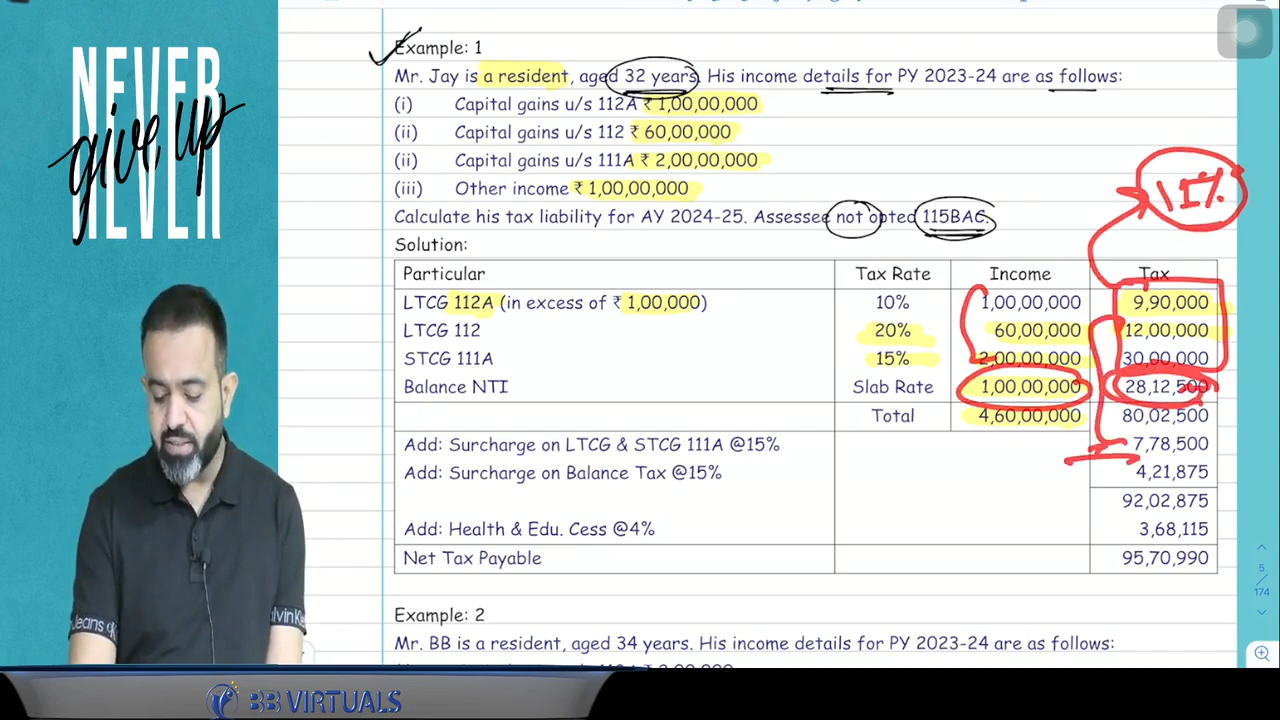 NEVER
give up
NEVER
Example: 1
Mr. Jay is a resident, aged 32 years. His income details for PY 2023-24 are as follows:
(i) Capital gains u/s 112A ₹ 1,00,00,000
(ii) Capital gains u/s 112 ₹ 60,00,000
(ii) Capital gains u/s 111A ₹ 2,00,00,000
(iii) Other income ₹ 1,00,00,000
Calculate his tax liability for AY 2024-25. Assessee not opted 115BAC.
15%
Solution:
Particular Tax Rate Income Tax
LTCG 112A (in excess of ₹ 1,00,000) 10% 1,00,00,000 9,90,000
LTCG 112 20% 60,00,000 12,00,000
STCG 111A 15% 2,00,00,000 30,00,000
Balance NTI Slab Rate 1,00,00,000 28,12,500
Total 4,60,00,000 80,02,500
Add: Surcharge on LTCG & STCG 111A @15% 7,78,500
Add: Surcharge on Balance Tax @15% 4,21,875
92,02,875
Add: Health & Edu. Cess @4% 3,68,115
Net Tax Payable 95,70,990
Example: 2
Mr. BB is a resident, aged 34 years. His income details for PY 2023-24 are as follows:
5
174
Jeans
alvin Kle
BB VIRTUALS